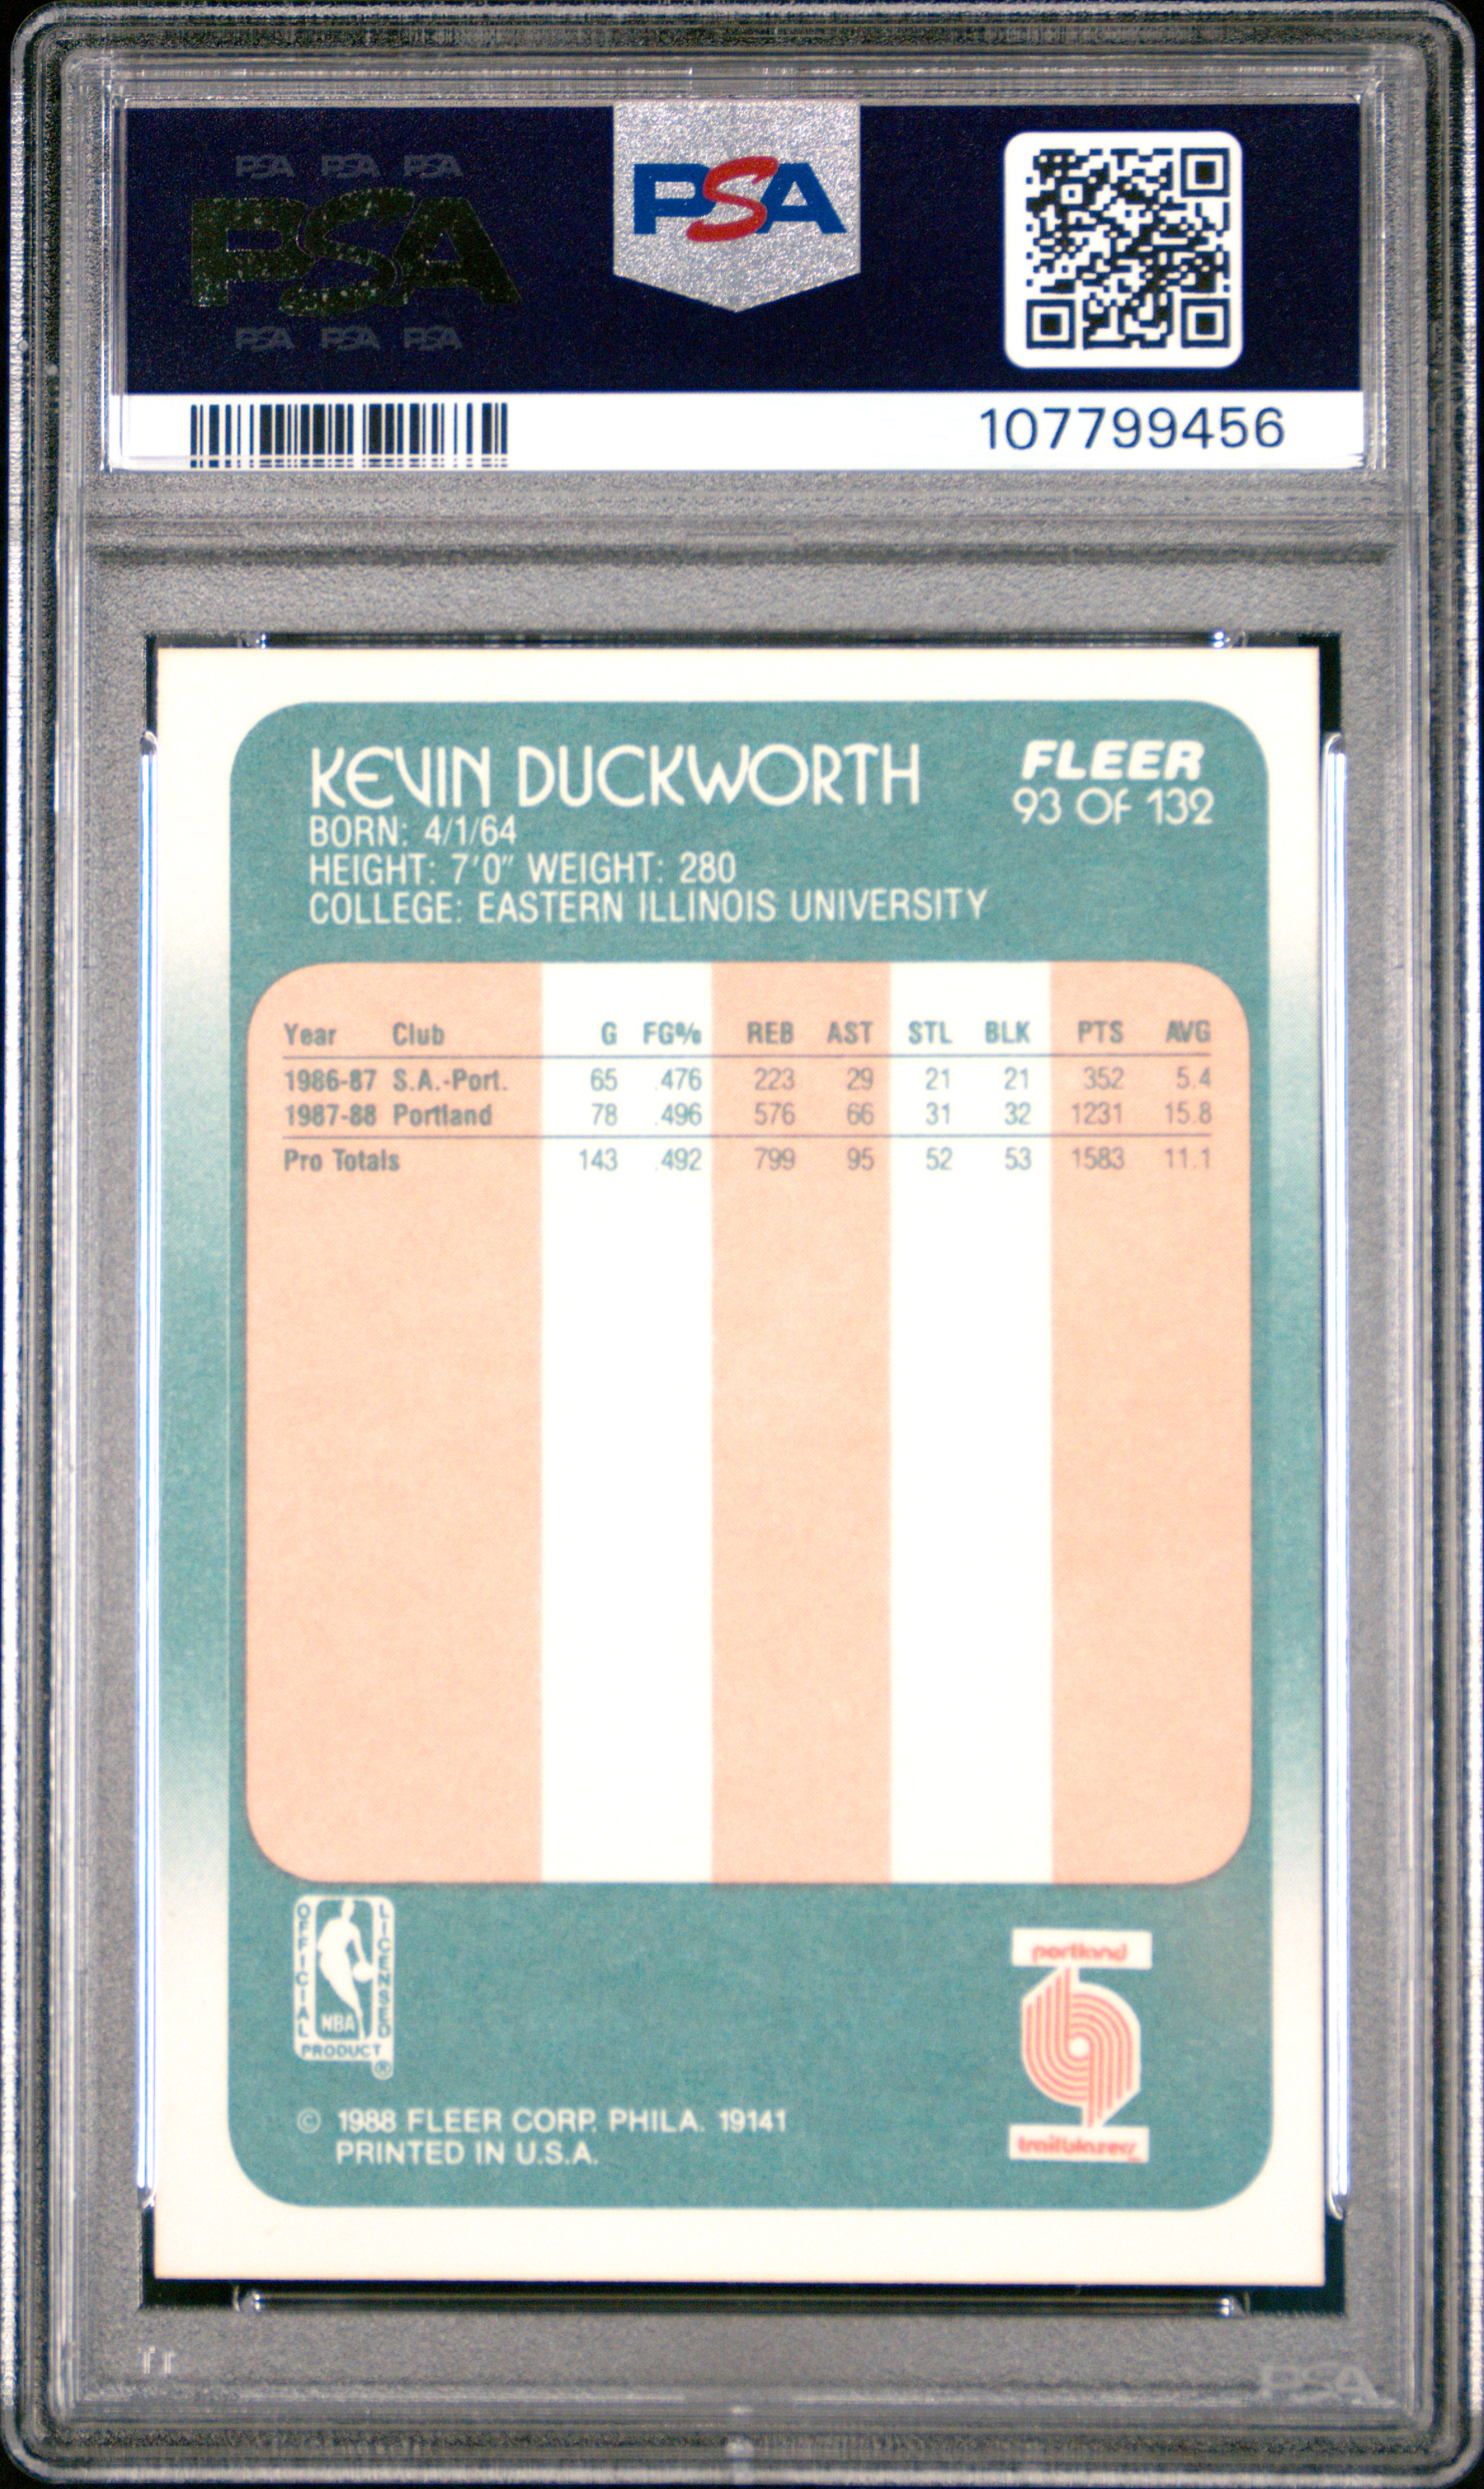 PSA PSA PSA
PSA
PSA PSA PSA
PSA
107799456
KEVIN DUCKWORTH
BORN: 4/1/64
HEIGHT: 7'0" WEIGHT: 280
COLLEGE: EASTERN ILLINOIS UNIVERSITY
FLEER
93 OF 132
Year Club G FG% REB AST STL BLK PTS AVG
1986-87 S.A.-Port. 65 .476 223 29 21 21 352 5.4
1987-88 Portland 78 .496 576 66 31 32 1231 15.8
Pro Totals 143 .492 799 95 52 53 1583 11.1
OFFICIAL LICENSED
NBA
PRODUCT ®
portland
trailblazers
© 1988 FLEER CORP. PHILA. 19141
PRINTED IN U.S.A.
PSA